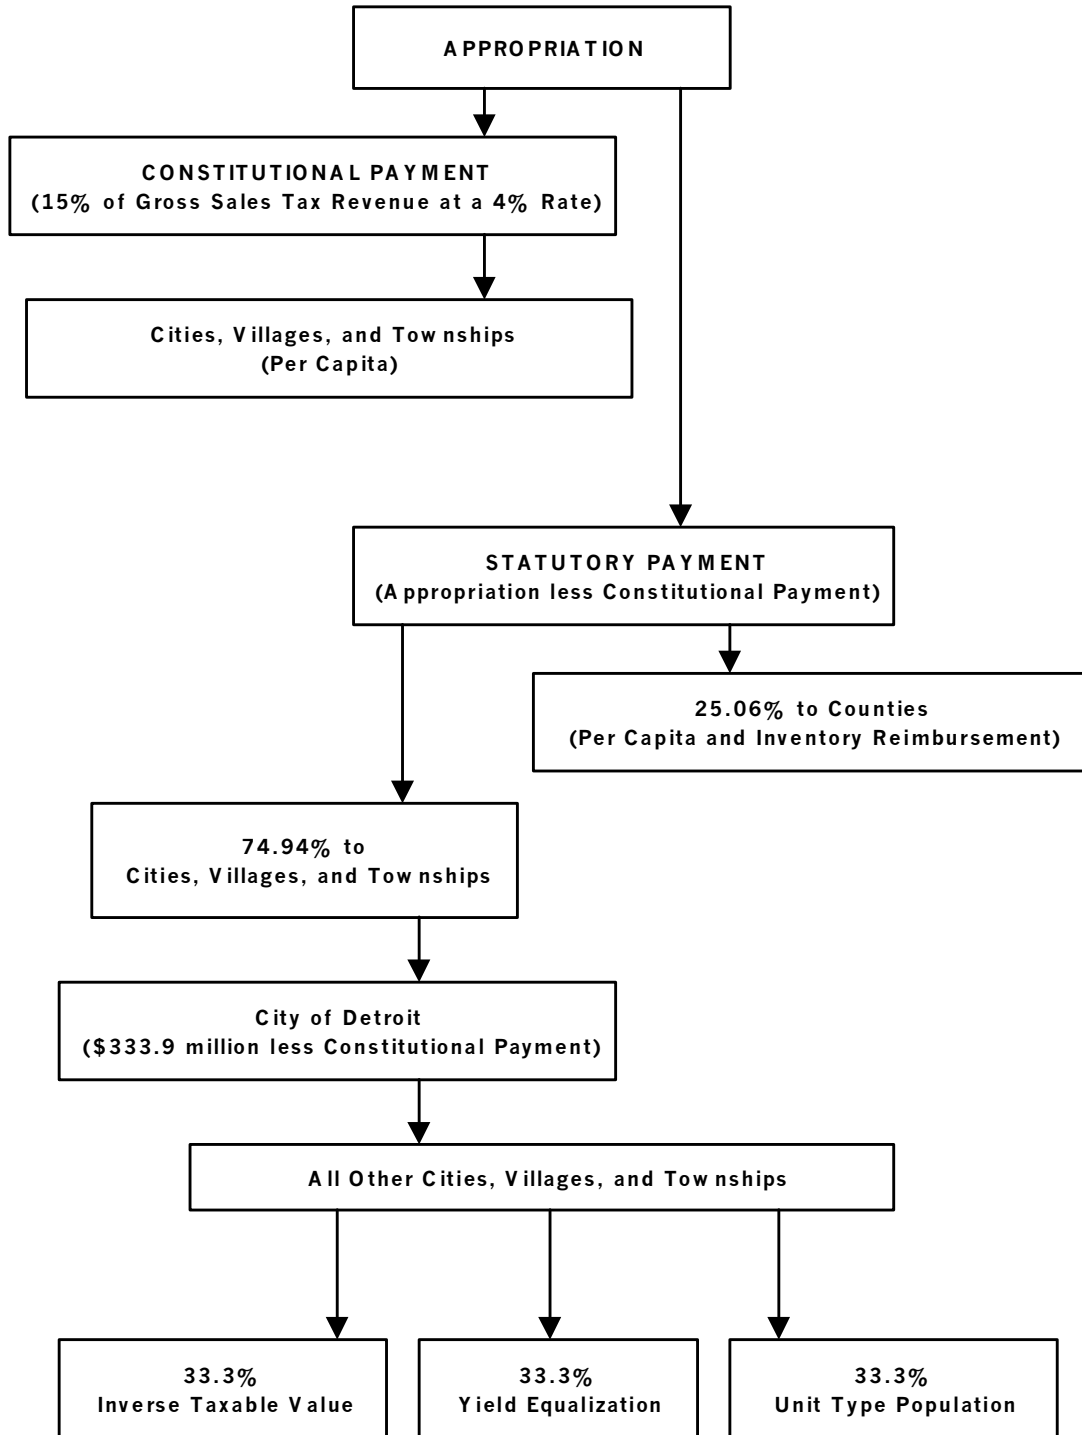 APPROPRIATION
CONSTITUTIONAL PAYMENT
(15% of Gross Sales Tax Revenue at a 4% Rate)
Cities, Villages, and Townships
(Per Capita)
STATUTORY PAYMENT
(Appropriation less Constitutional Payment)
25.06% to Counties
(Per Capita and Inventory Reimbursement)
74.94% to
Cities, Villages, and Townships
City of Detroit
($333.9 million less Constitutional Payment)
All Other Cities, Villages, and Townships
33.3%
Inverse Taxable Value
33.3%
Yield Equalization
33.3%
Unit Type Population